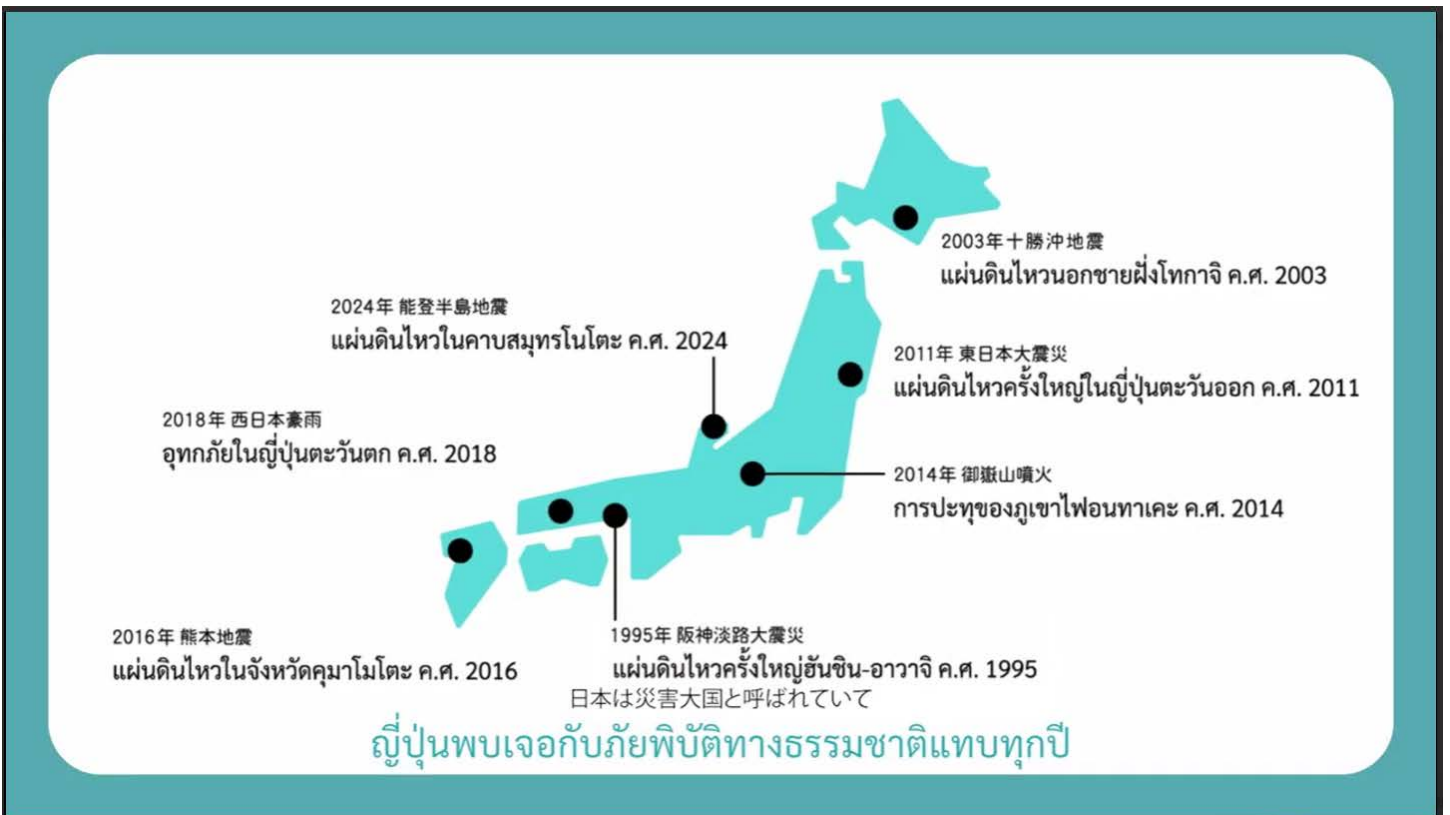 2003年十勝沖地震
แผ่นดินไหวนอกชายฝั่งโทกาจิ ค.ศ. 2003
2024年 能登半島地震
แผ่นดินไหวในคาบสมุทรโนโตะ ค.ศ. 2024
2011年 東日本大震災
แผ่นดินไหวครั้งใหญ่ในญี่ปุ่นตะวันออก ค.ศ. 2011
2018年 西日本豪雨
อุทกภัยในญี่ปุ่นตะวันตก ค.ศ. 2018
2014年 御嶽山噴火
การปะทุของภูเขาไฟอนทาเคะ ค.ศ. 2014
2016年 熊本地震
แผ่นดินไหวในจังหวัดคุมาโมโตะ ค.ศ. 2016
1995年 阪神淡路大震災
แผ่นดินไหวครั้งใหญ่ฮันชิน-อาวาจิ ค.ศ. 1995
日本は災害大国と呼ばれていて
ญี่ปุ่นพบเจอกับภัยพิบัติทางธรรมชาติแทบทุกปี